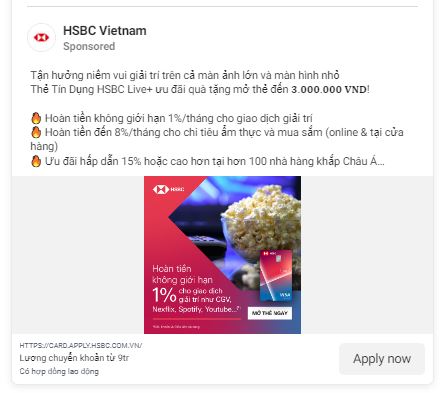 HSBC Vietnam
Sponsored
Tận hưởng niềm vui giải trí trên cả màn ảnh lớn và màn hình nhỏ
Thẻ Tín Dụng HSBC Live+ ưu đãi quà tặng mở thẻ đến 3.000.000 VND!
🔥 Hoàn tiền không giới hạn 1%/tháng cho giao dịch giải trí
🔥 Hoàn tiền đến 8%/tháng cho chi tiêu ẩm thực và mua sắm (online & tại cửa
hàng)
🔥 Ưu đãi hấp dẫn 15% hoặc cao hơn tại hơn 100 nhà hàng khắp Châu Á...
HSBC
Hoàn tiền
không giới hạn
1% cho giao dịch
giải trí như CGV,
Nexflix, Spotify, Youtube...
HSBC
VISA
MỞ THẺ NGAY
HTTPS://CARD.APPLY.HSBC.COM.VN/
Lương chuyển khoản từ 9tr
Có hợp đồng lao động
Apply now